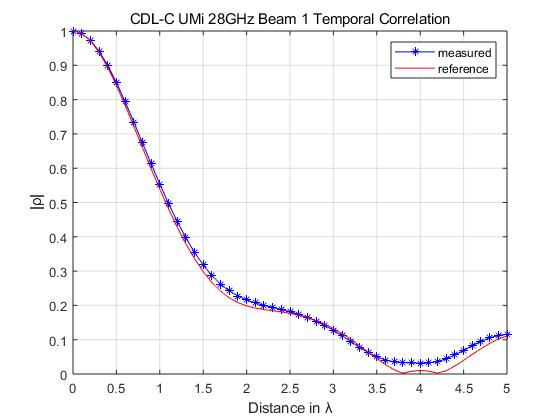 CDL-C UMi 28GHz Beam 1 Temporal Correlation
measured
reference
1
0.9
0.8
0.7
0.6
0.5
0.4
0.3
0.2
0.1
0
|ρ|
0 0.5 1 1.5 2 2.5 3 3.5 4 4.5 5
Distance in λ